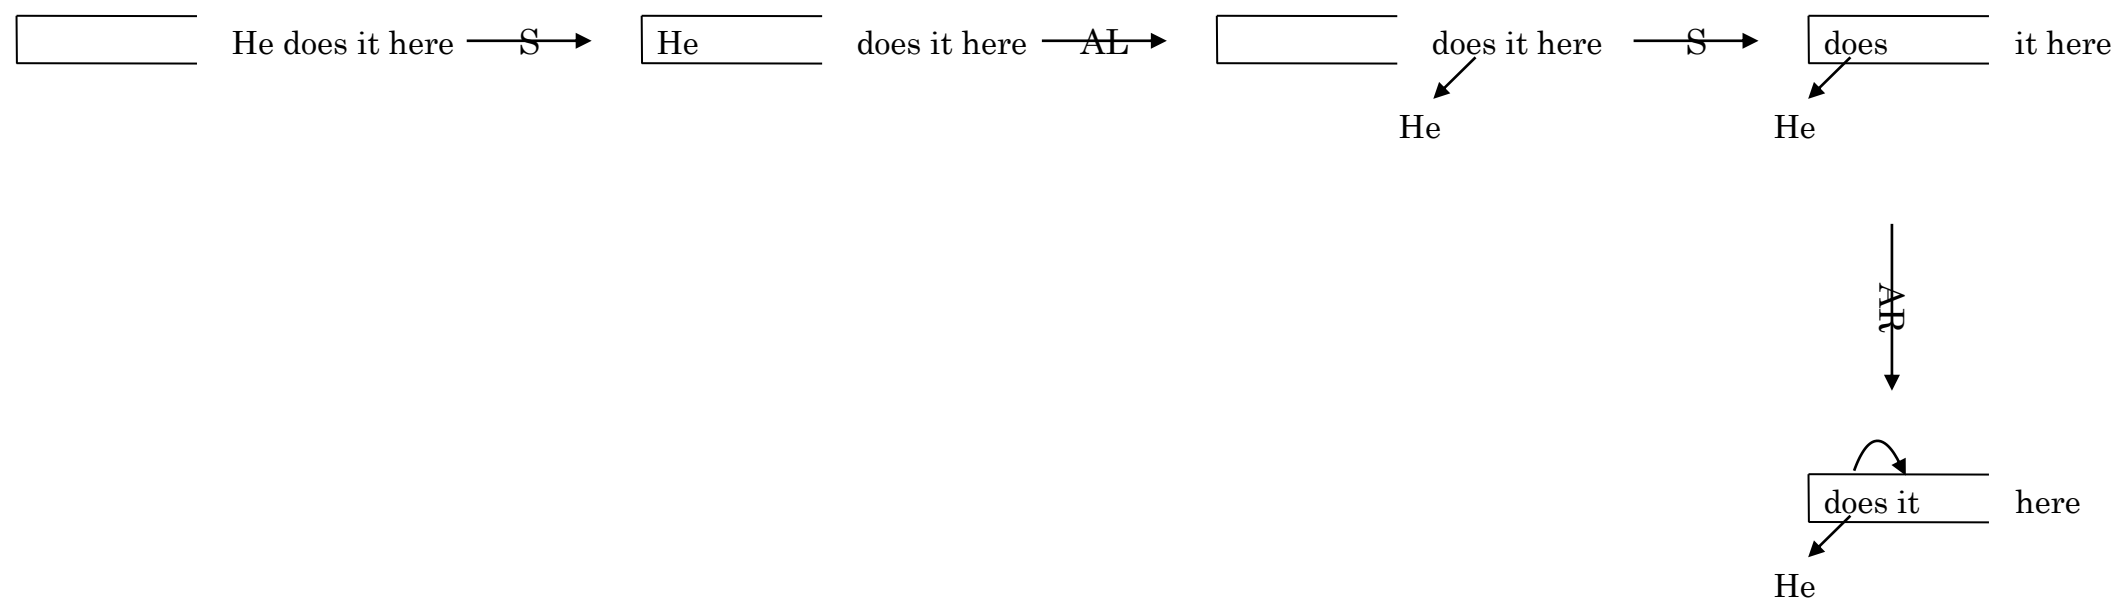 He does it here S He does it here AL does it here S does it here
He He
AR
does it here
He